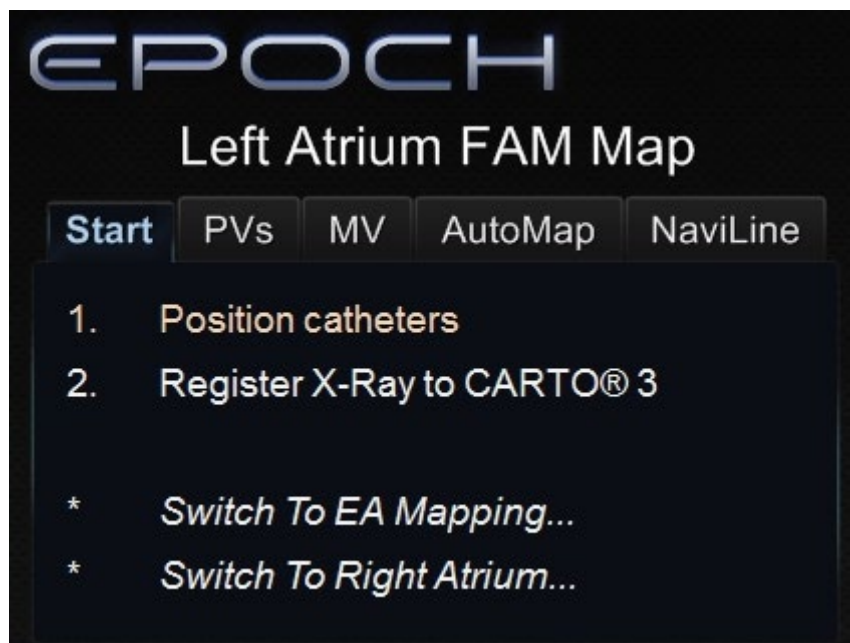 EPOCH
Left Atrium FAM Map
Start PVs MV AutoMap NaviLine
1. Position catheters
2. Register X-Ray to CARTO® 3
* Switch To EA Mapping...
* Switch To Right Atrium...